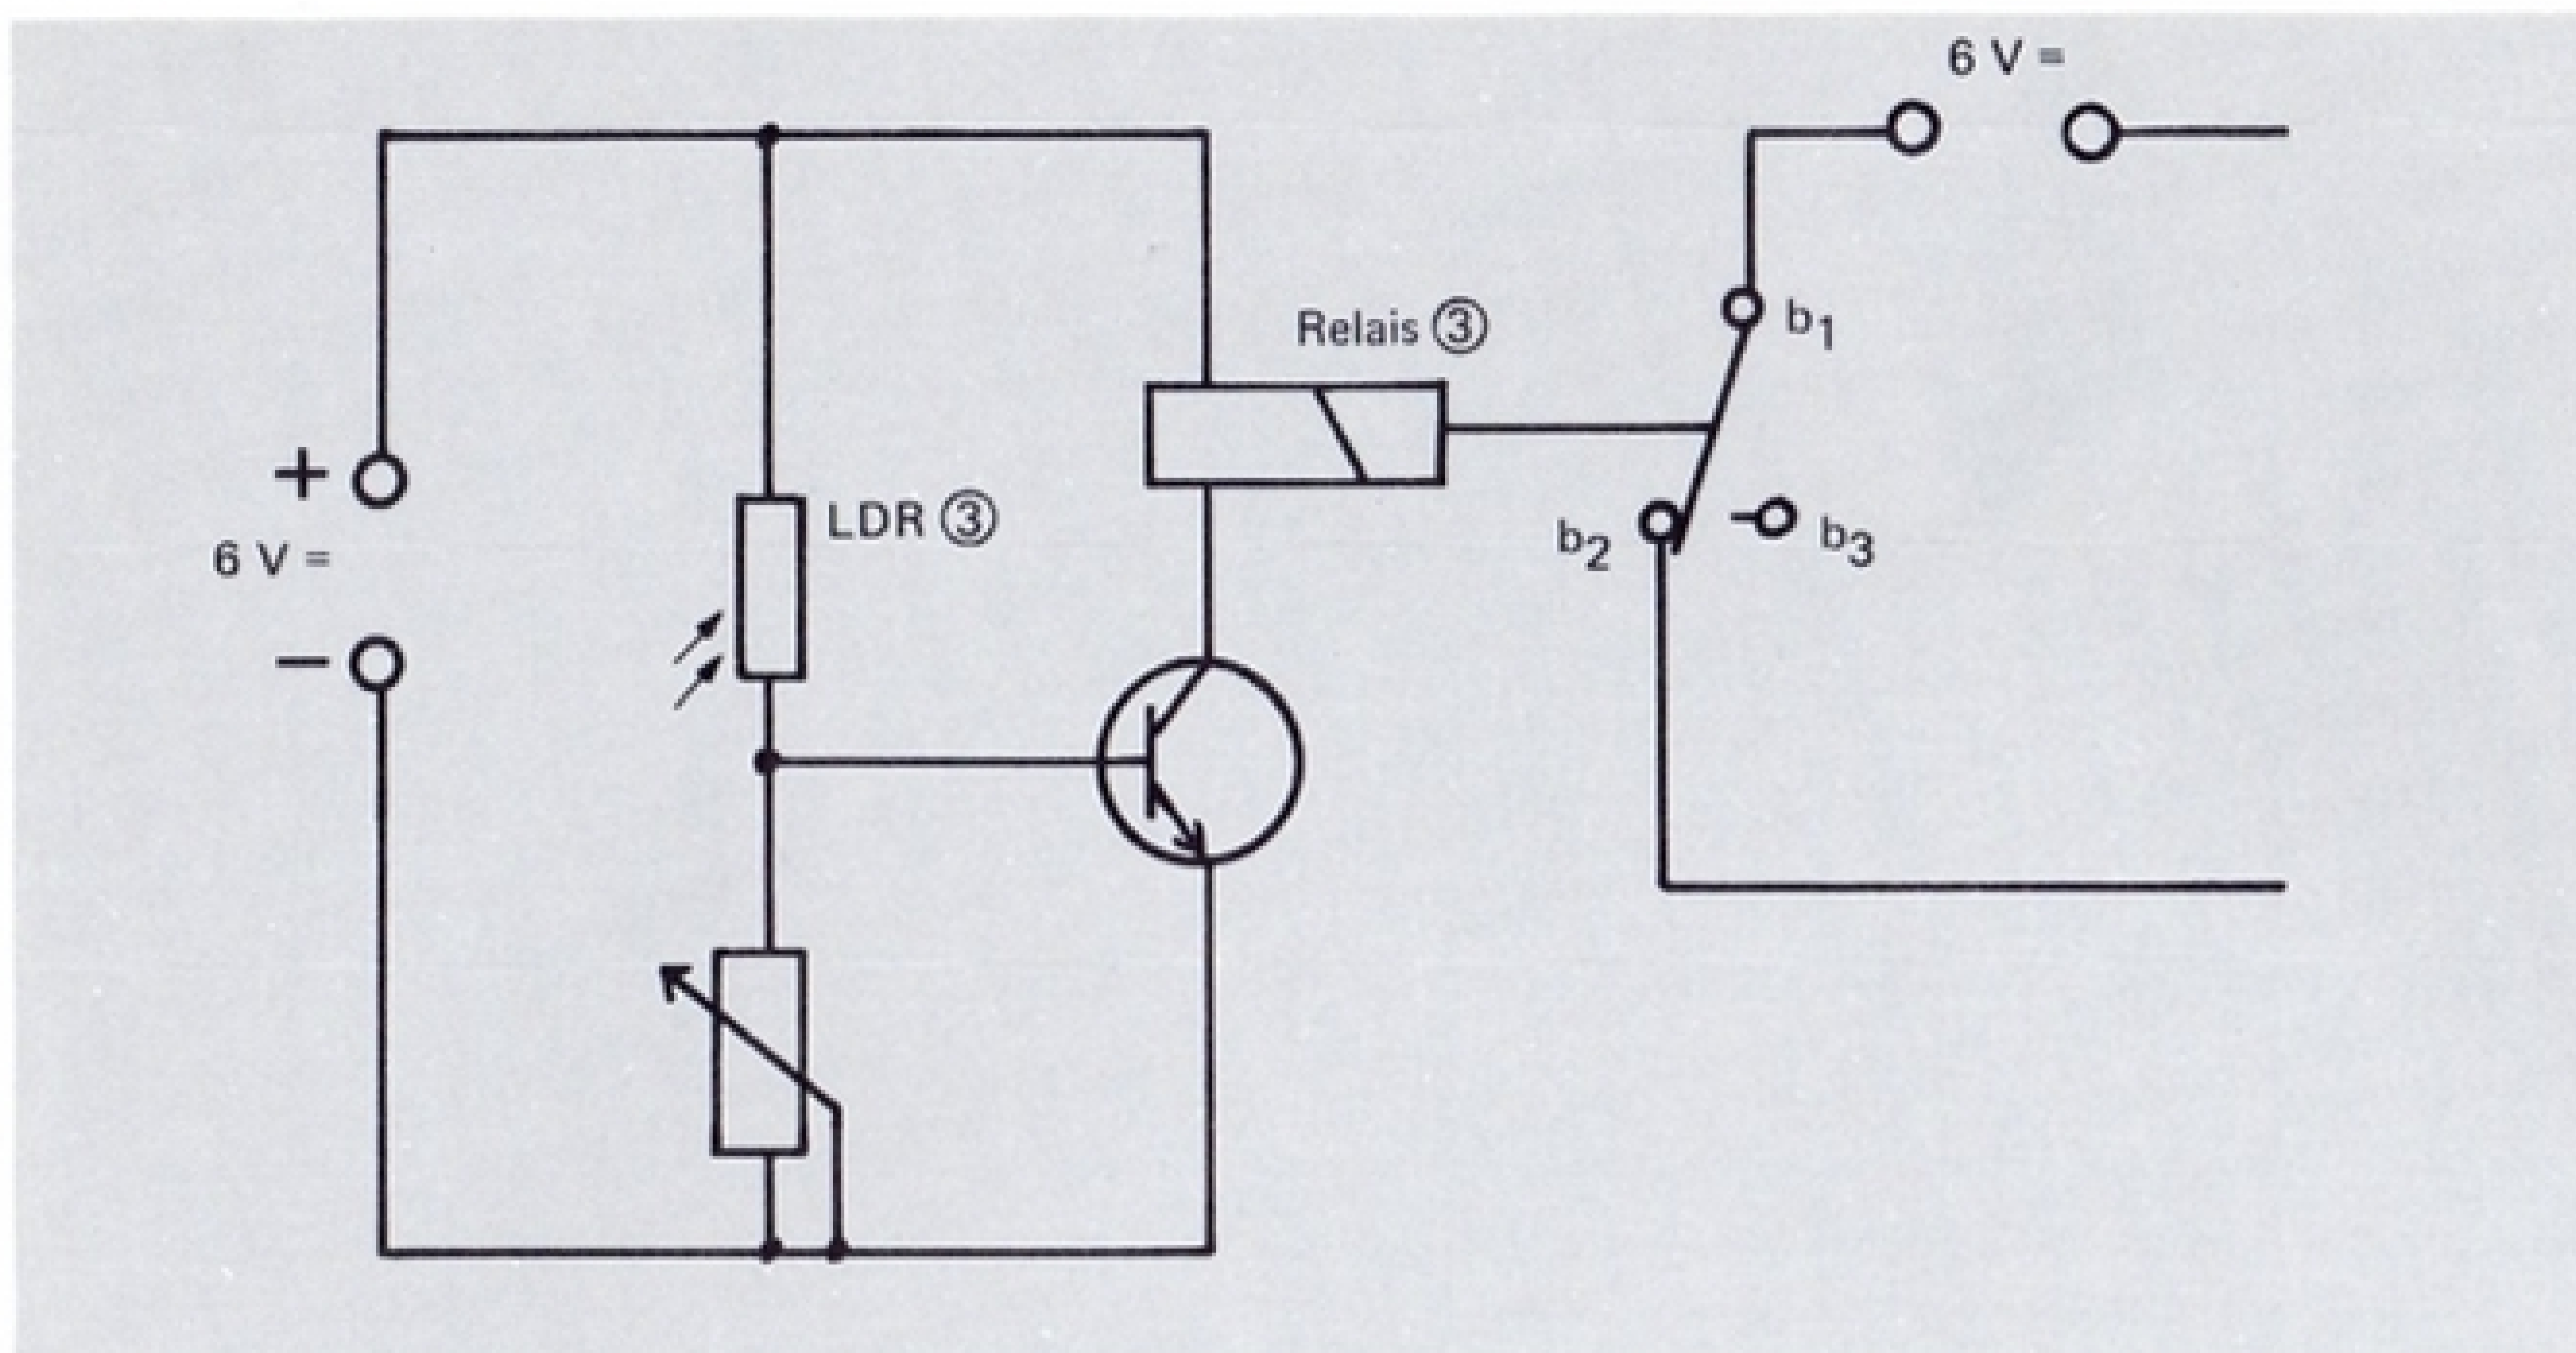 6 V =
Relais ③
b1
+
LDR ③
6 V =
b2
b3
−